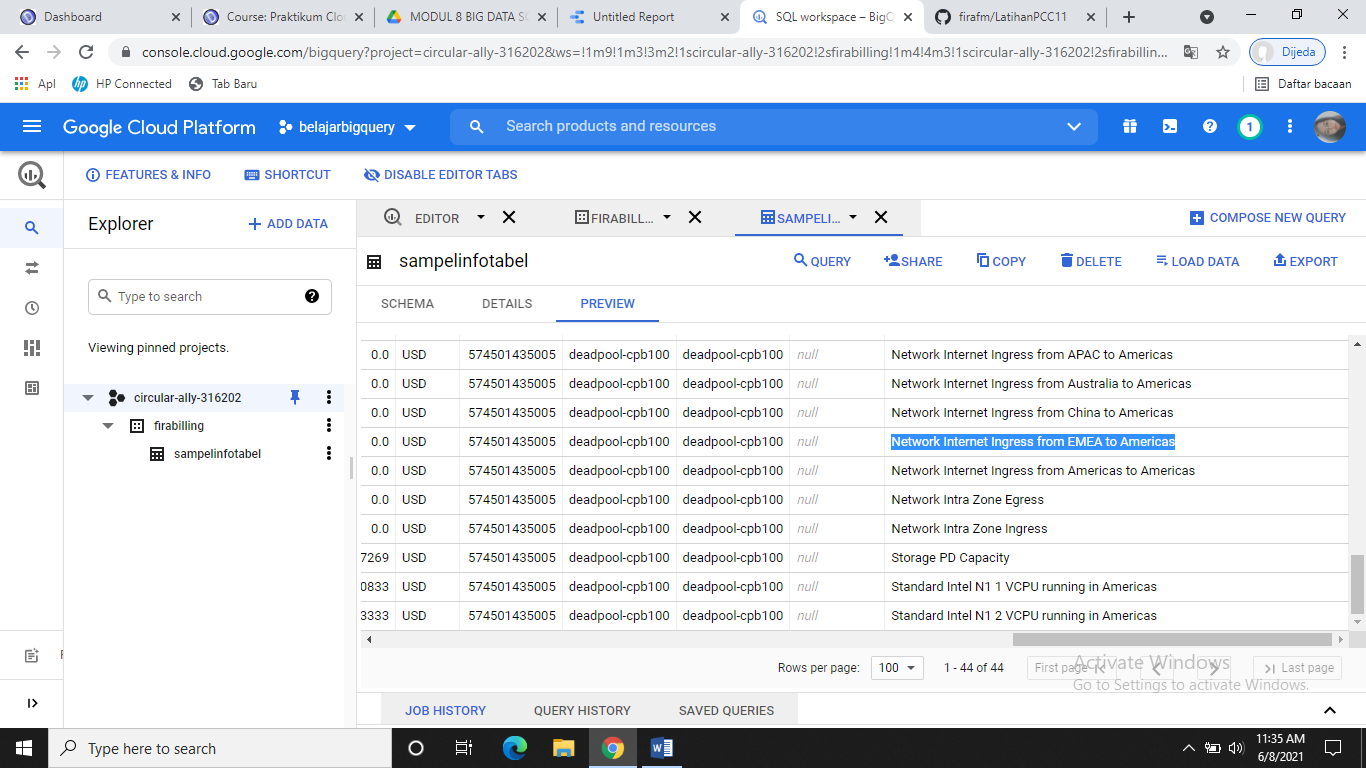 Dashboard
Course: Praktikum Clo
MODUL 8 BIG DATA S
Untitled Report
SQL workspace – BigQ
firafm/LatihanPCC11
console.cloud.google.com/bigquery?project=circular-ally-316202&ws=!1m9!1m3!3m2!1scircular-ally-316202!2sfirabilling!1m4!4m3!1scircular-ally-316202!2sfirabillin...
Dijeda
Apl
HP Connected
Tab Baru
Daftar bacaan
Google Cloud Platform
belajarbigquery
Search products and resources
1
FEATURES & INFO
SHORTCUT
DISABLE EDITOR TABS
Explorer
+ ADD DATA
EDITOR
FIRABILL...
SAMPELI...
COMPOSE NEW QUERY
sampelinfotabel
QUERY
SHARE
COPY
DELETE
LOAD DATA
EXPORT
Type to search
SCHEMA
DETAILS
PREVIEW
Viewing pinned projects.
circular-ally-316202
firabilling
sampelinfotabel
0.0 USD 574501435005 deadpool-cpb100 deadpool-cpb100 null Network Internet Ingress from APAC to Americas
0.0 USD 574501435005 deadpool-cpb100 deadpool-cpb100 null Network Internet Ingress from Australia to Americas
0.0 USD 574501435005 deadpool-cpb100 deadpool-cpb100 null Network Internet Ingress from China to Americas
0.0 USD 574501435005 deadpool-cpb100 deadpool-cpb100 null Network Internet Ingress from EMEA to Americas
0.0 USD 574501435005 deadpool-cpb100 deadpool-cpb100 null Network Internet Ingress from Americas to Americas
0.0 USD 574501435005 deadpool-cpb100 deadpool-cpb100 null Network Intra Zone Egress
0.0 USD 574501435005 deadpool-cpb100 deadpool-cpb100 null Network Intra Zone Ingress
7269 USD 574501435005 deadpool-cpb100 deadpool-cpb100 null Storage PD Capacity
0833 USD 574501435005 deadpool-cpb100 deadpool-cpb100 null Standard Intel N1 1 VCPU running in Americas
3333 USD 574501435005 deadpool-cpb100 deadpool-cpb100 null Standard Intel N1 2 VCPU running in Americas
Rows per page:
100
1 - 44 of 44
First page
Last page
Activate Windows
Go to Settings to activate Windows.
JOB HISTORY
QUERY HISTORY
SAVED QUERIES
Type here to search
11:35 AM
6/8/2021